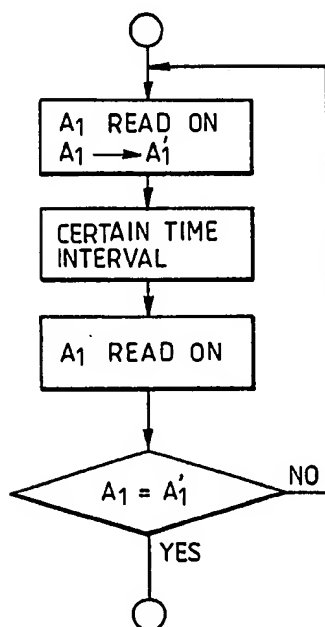 A₁ READ ON
A₁ → A₁'
CERTAIN TIME
INTERVAL
A₁ READ ON
A₁ = A₁'
NO
YES